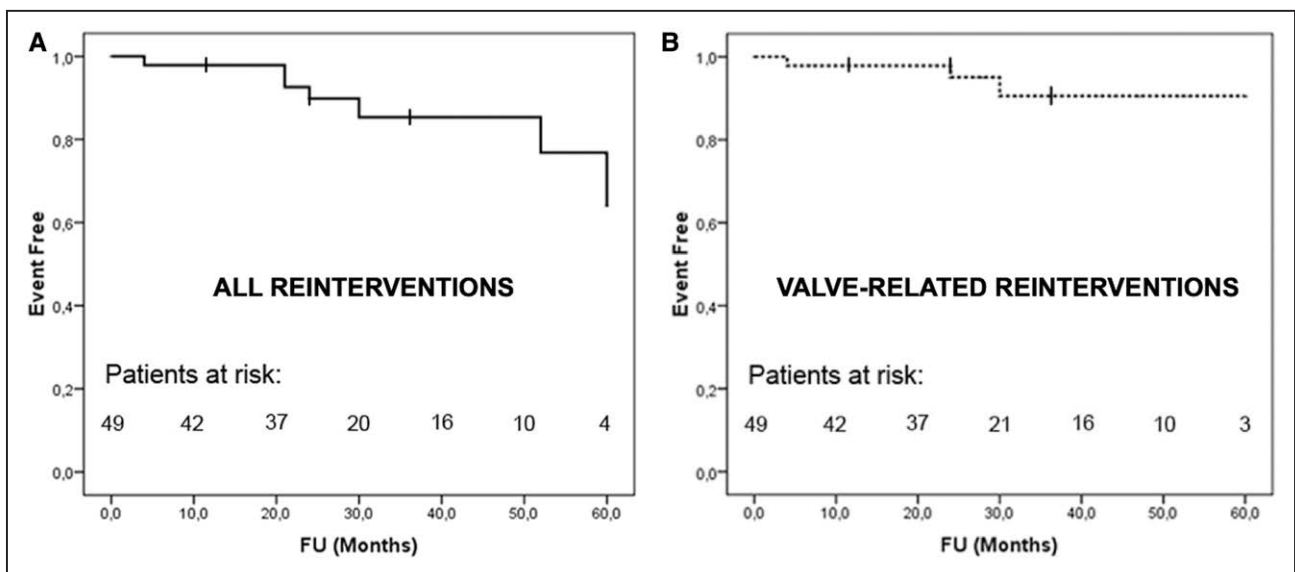 A
1,0
0,8
0,6
0,4
0,2
0,0
Event Free
ALL REINTERVENTIONS
Patients at risk:
49 42 37 20 16 10 4
0,0 10,0 20,0 30,0 40,0 50,0 60,0
FU (Months)
B
1,0
0,8
0,6
0,4
0,2
0,0
Event Free
VALVE-RELATED REINTERVENTIONS
Patients at risk:
49 42 37 21 16 10 3
0,0 10,0 20,0 30,0 40,0 50,0 60,0
FU (Months)